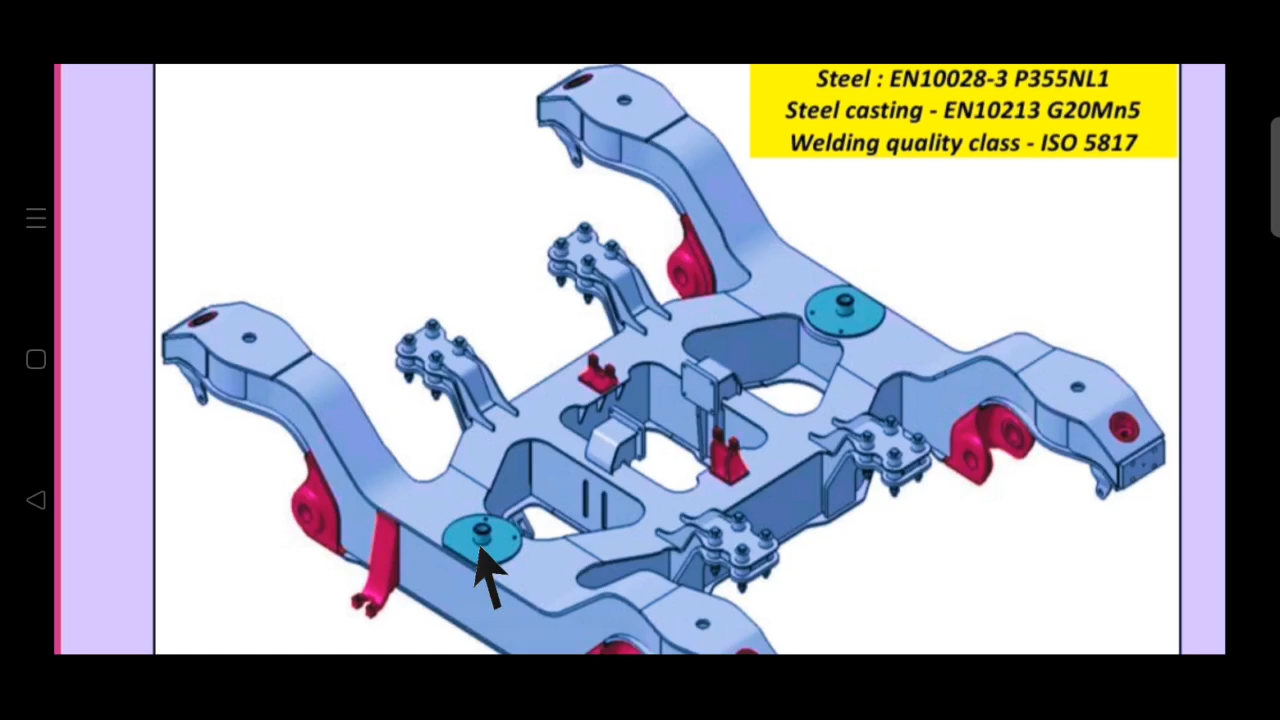 Steel : EN10028-3 P355NL1
Steel casting - EN10213 G20Mn5
Welding quality class - ISO 5817